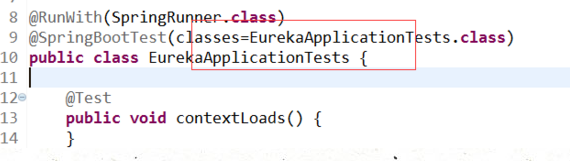 8 @RunWith(SpringRunner.class)
9 @SpringBootTest(classes=EurekaApplicationTests.class)
10 public class EurekaApplicationTests {
11
12 @Test
13 public void contextLoads() {
14 }